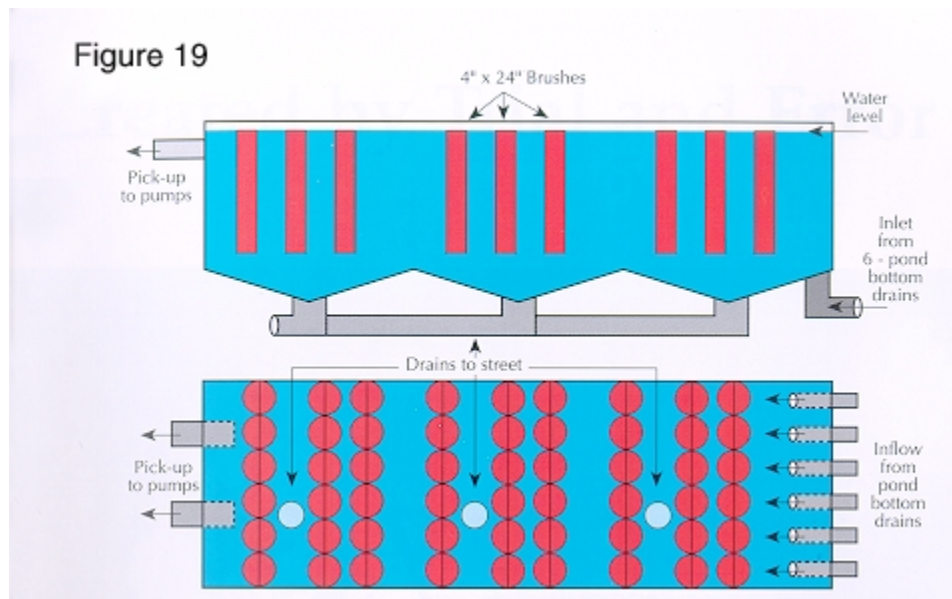 Figure 19
4" x 24" Brushes
Water
level
Pick-up
to pumps
Inlet
from
6 - pond
bottom
drains
Drains to street
Pick-up
to pumps
Inflow
from
pond
bottom
drains